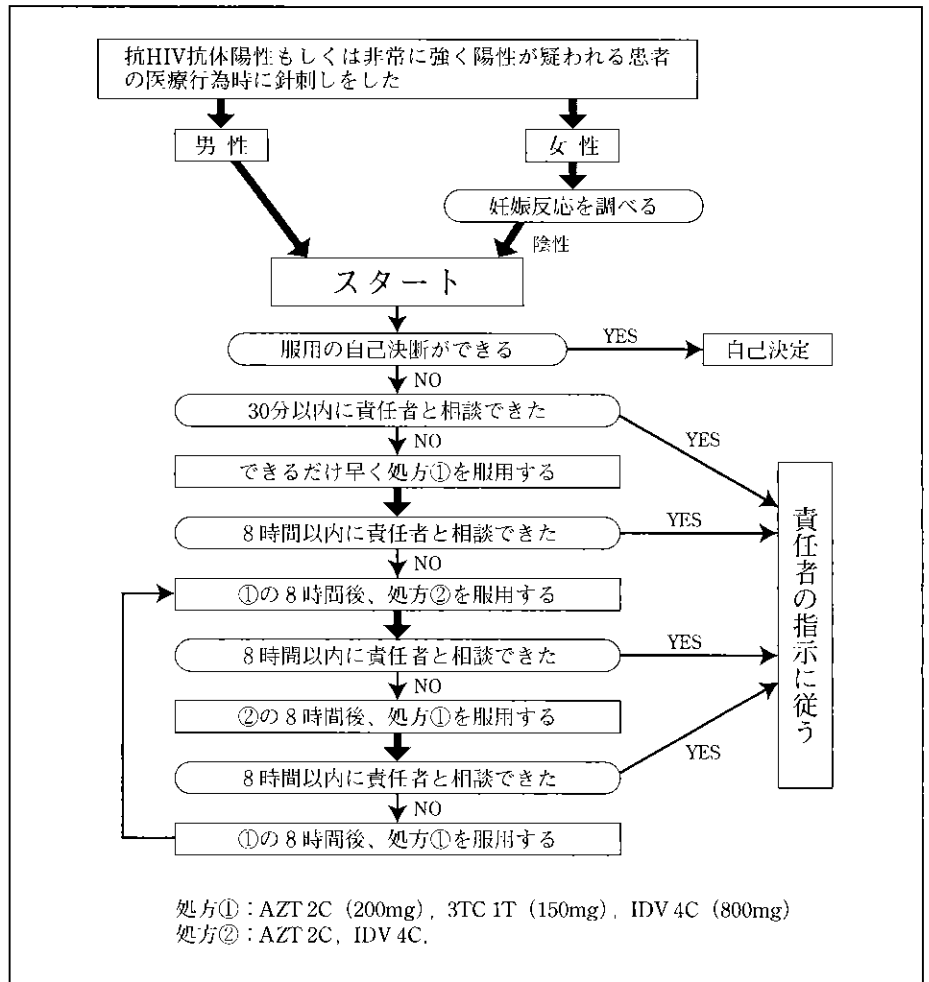 抗HIV抗体陽性もしくは非常に強く陽性が疑われる患者
の医療行為時に針刺しをした
男 性
女 性
妊娠反応を調べる
陰性
スタート
服用の自己決断ができる
YES
自己決定
NO
30分以内に責任者と相談できた
YES
NO
できるだけ早く処方①を服用する
8時間以内に責任者と相談できた
YES
NO
①の8時間後、処方②を服用する
8時間以内に責任者と相談できた
YES
NO
②の8時間後、処方①を服用する
8時間以内に責任者と相談できた
YES
NO
①の8時間後、処方①を服用する
責任者の指示に従う
処方①：AZT 2C (200mg) , 3TC 1T (150mg) , IDV 4C (800mg)
処方②：AZT 2C, IDV 4C.